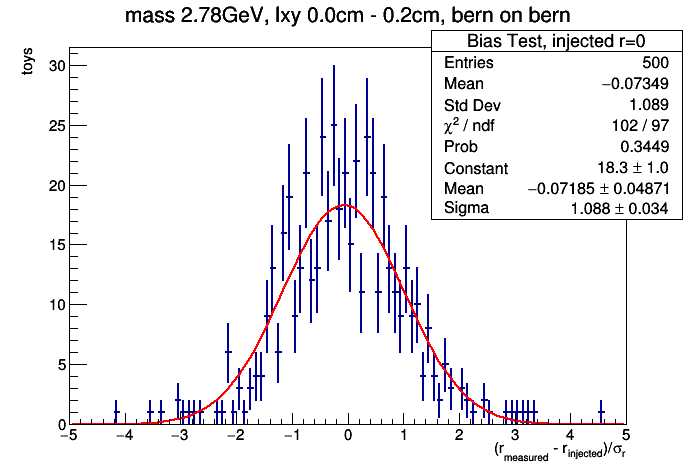 mass 2.78GeV, lxy 0.0cm - 0.2cm, bern on bern
Bias Test, injected r=0
Entries 500
Mean −0.07349
Std Dev 1.089
χ² / ndf 102 / 97
Prob 0.3449
Constant 18.3 ± 1.0
Mean −0.07185 ± 0.04871
Sigma 1.088 ± 0.034
toys
30
25
20
15
10
5
0
−5 −4 −3 −2 −1 0 1 2 3 4 5
(r_measured - r_injected)/σ_r